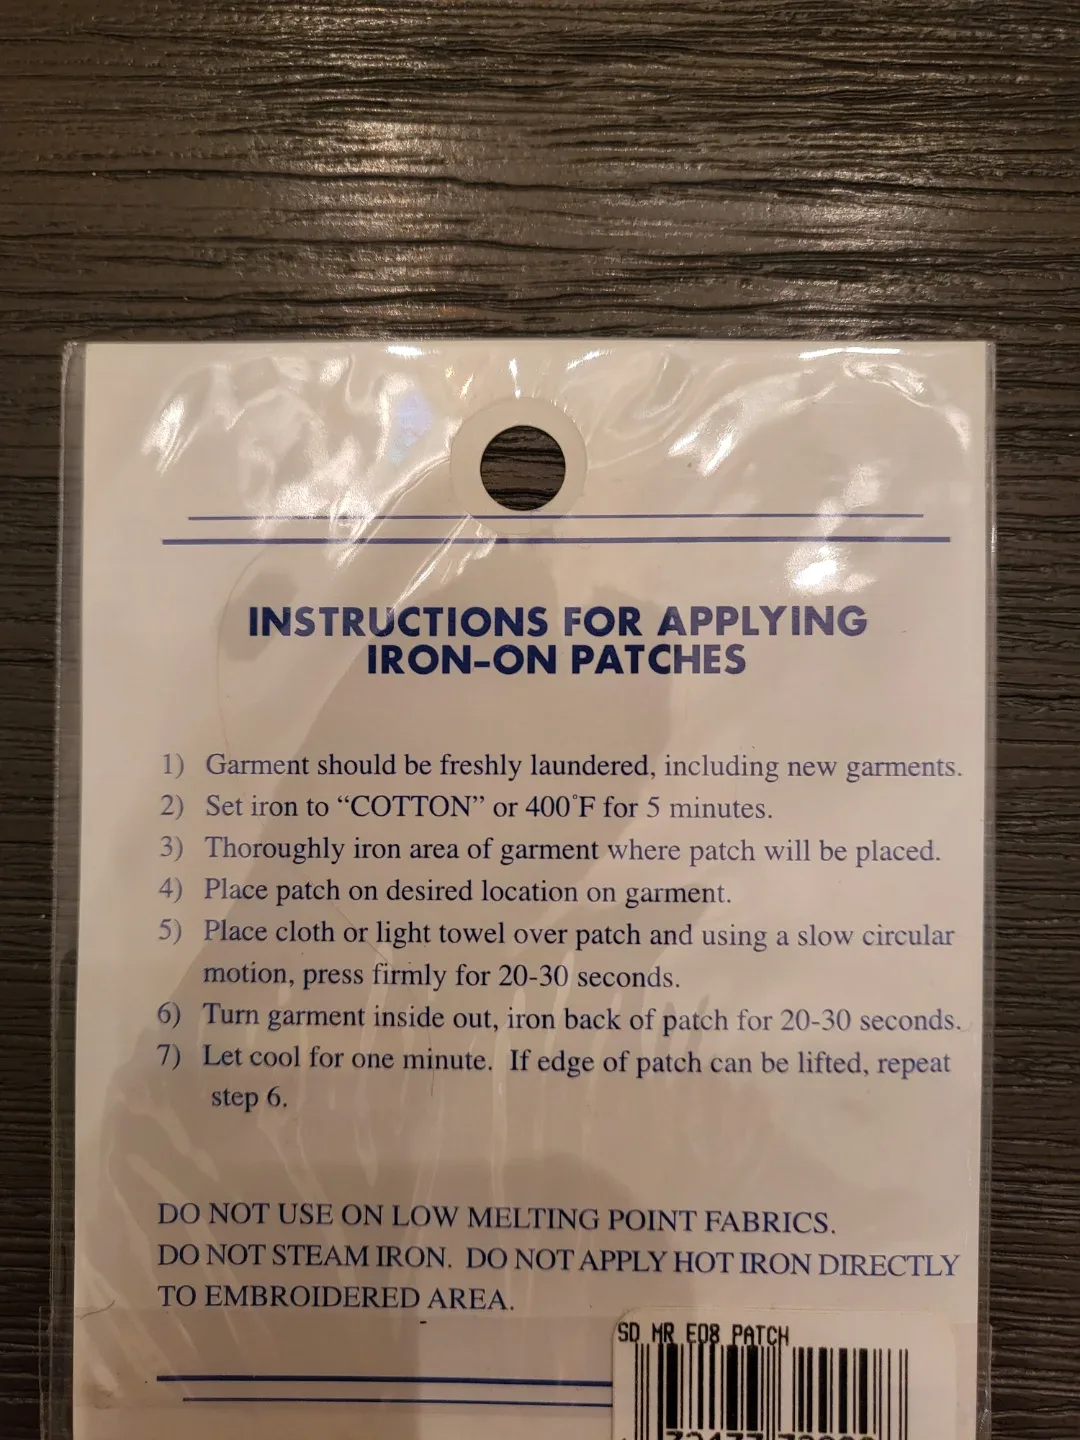 INSTRUCTIONS FOR APPLYING
IRON-ON PATCHES
1) Garment should be freshly laundered, including new garments.
2) Set iron to “COTTON” or 400°F for 5 minutes.
3) Thoroughly iron area of garment where patch will be placed.
4) Place patch on desired location on garment.
5) Place cloth or light towel over patch and using a slow circular
motion, press firmly for 20-30 seconds.
6) Turn garment inside out, iron back of patch for 20-30 seconds.
7) Let cool for one minute. If edge of patch can be lifted, repeat
step 6.
DO NOT USE ON LOW MELTING POINT FABRICS.
DO NOT STEAM IRON. DO NOT APPLY HOT IRON DIRECTLY
TO EMBROIDERED AREA.
SD MR E08 PATCH